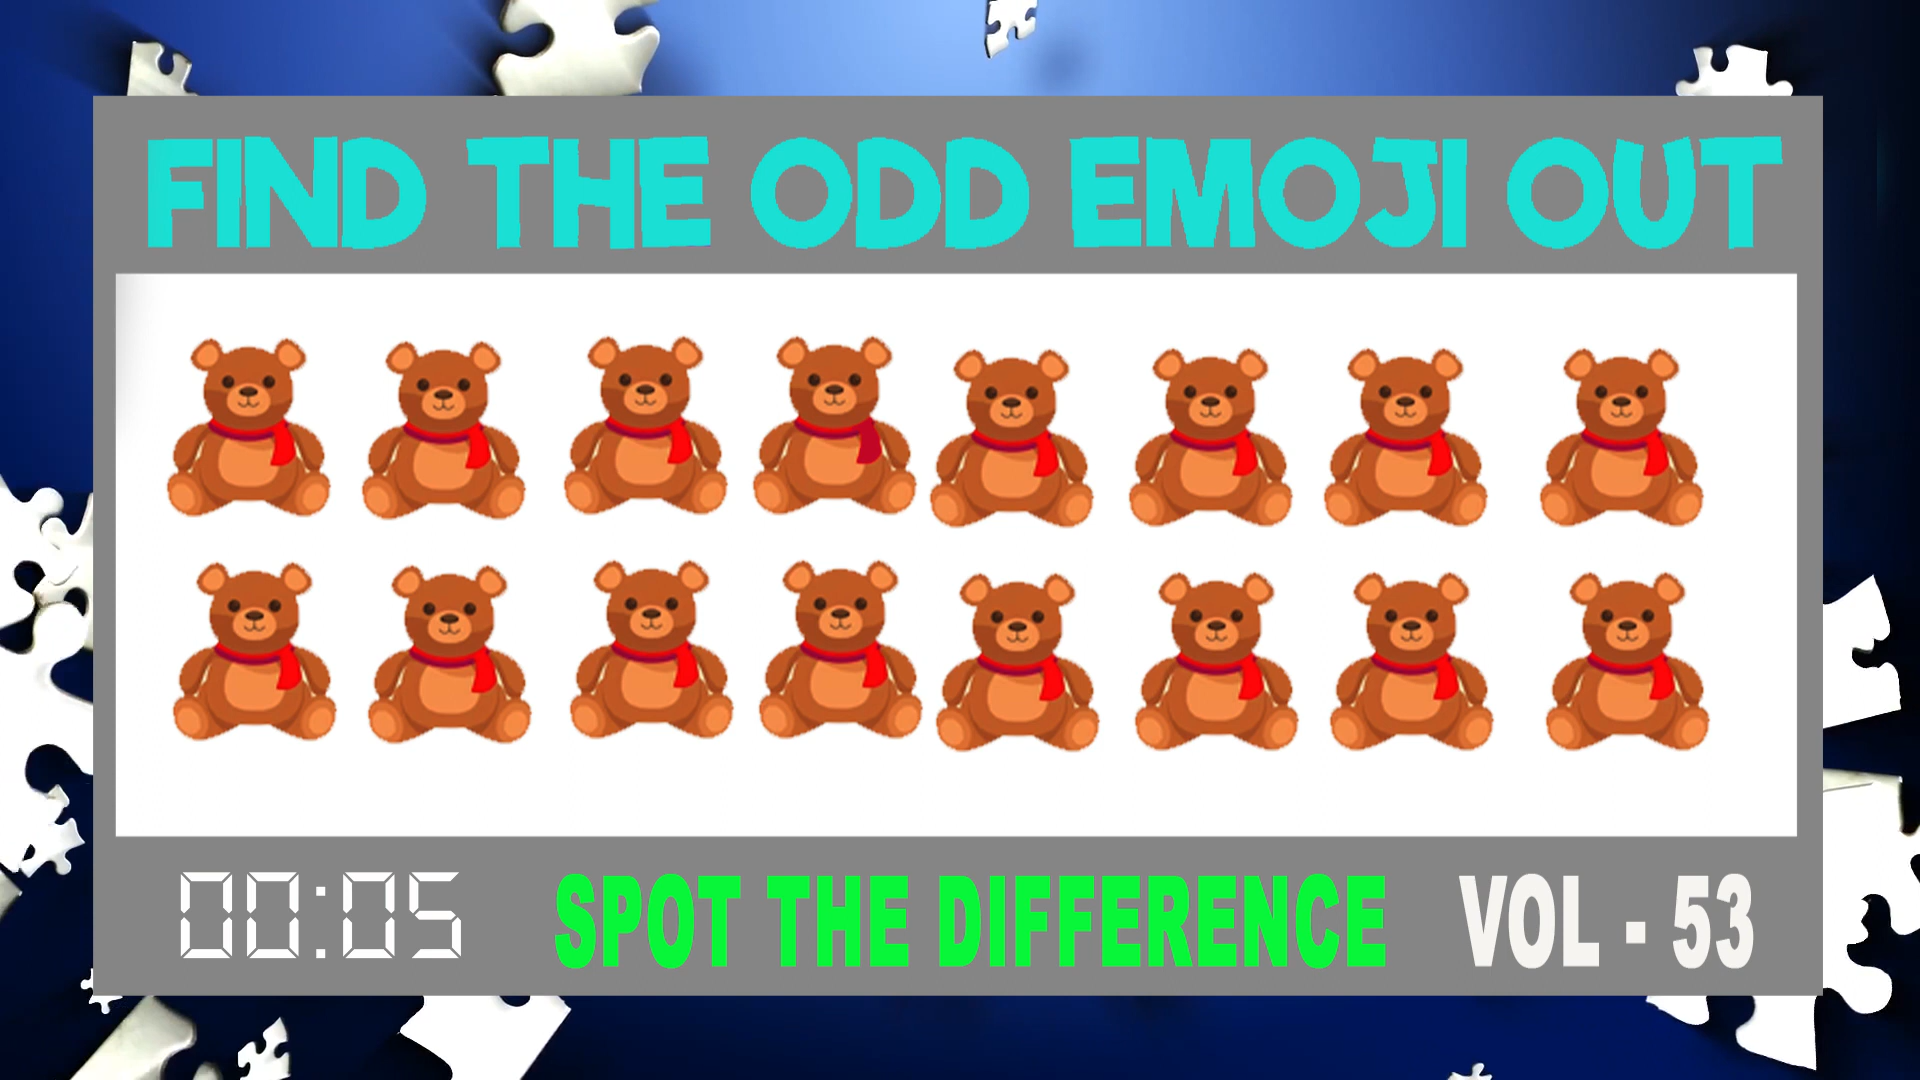 FIND THE ODD EMOJI OUT
00:05 SPOT THE DIFFERENCE VOL - 53